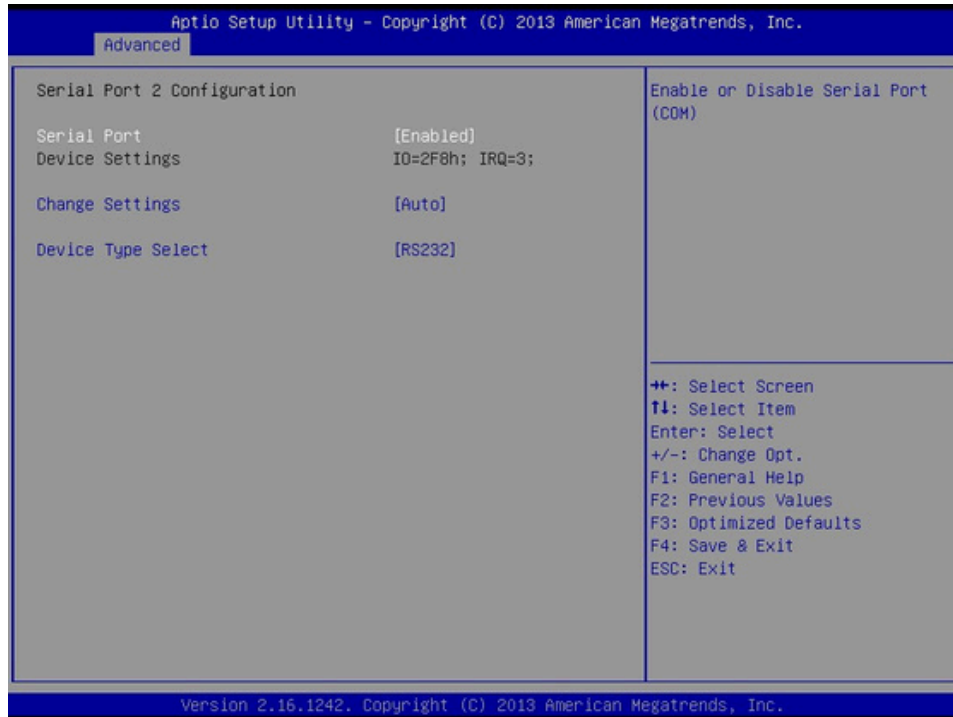 Aptio Setup Utility – Copyright (C) 2013 American Megatrends, Inc.
Advanced
Serial Port 2 Configuration
Serial Port [Enabled]
Device Settings IO=2F8h; IRQ=3;
Change Settings [Auto]
Device Type Select [RS232]
Enable or Disable Serial Port
(COM)
→←: Select Screen
↑↓: Select Item
Enter: Select
+/-: Change Opt.
F1: General Help
F2: Previous Values
F3: Optimized Defaults
F4: Save & Exit
ESC: Exit
Version 2.16.1242. Copyright (C) 2013 American Megatrends, Inc.